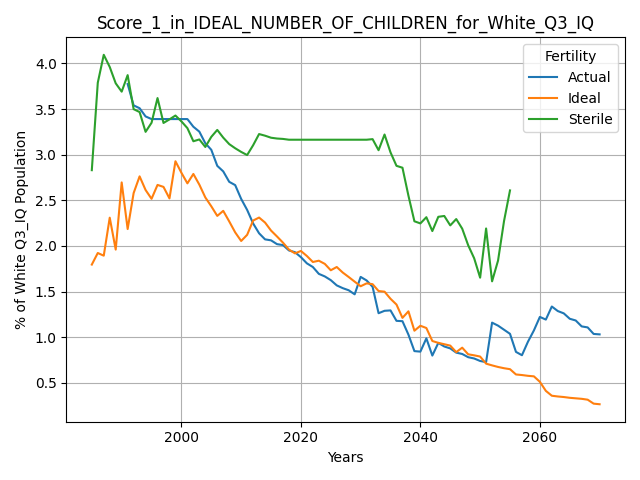 Score_1_in_IDEAL_NUMBER_OF_CHILDREN_for_White_Q3_IQ
Fertility
Actual
Ideal
Sterile
% of White Q3_IQ Population
4.0
3.5
3.0
2.5
2.0
1.5
1.0
0.5
2000 2020 2040 2060
Years